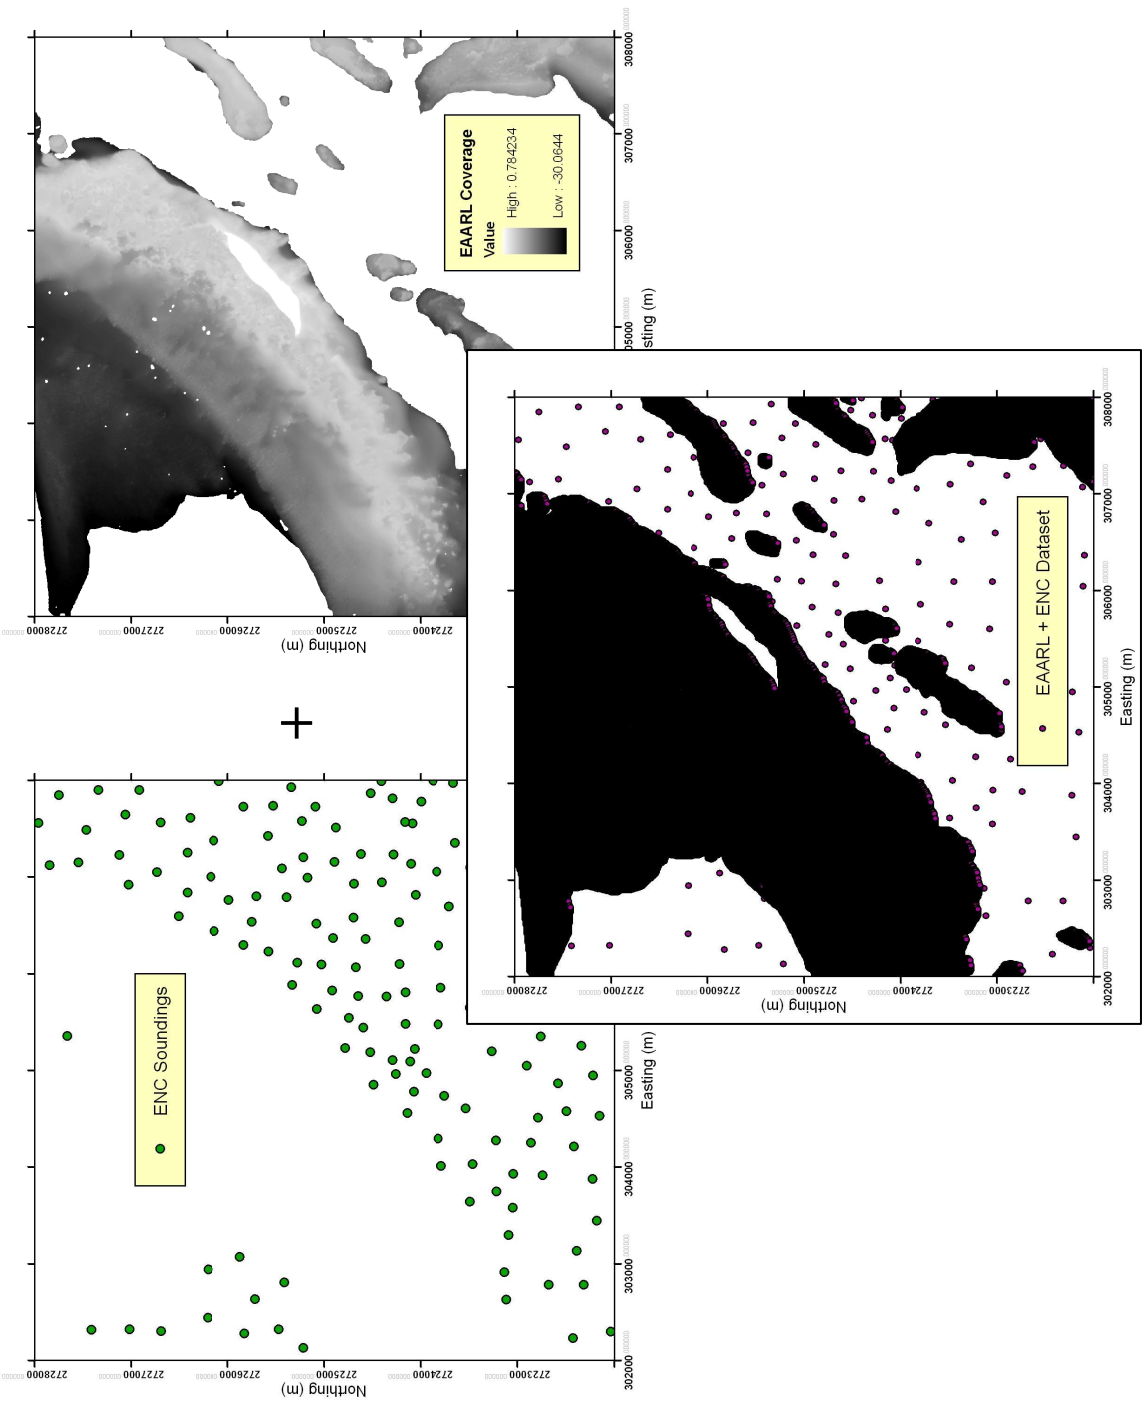 ENC Soundings
2728000
2727000
2726000
2725000
2724000
2723000
Northing (m)
302000 303000 304000 305000
Easting (m)
+
2728000
2727000
2726000
2725000
2724000
Northing (m)
EAARL Coverage
Value
High : 0.784234
Low : -30.0644
05000 306000 307000 308000
sting (m)
2728000
2727000
2726000
2725000
2724000
2723000
Northing (m)
EAARL + ENC Dataset
302000 303000 304000 305000 306000 307000 308000
Easting (m)